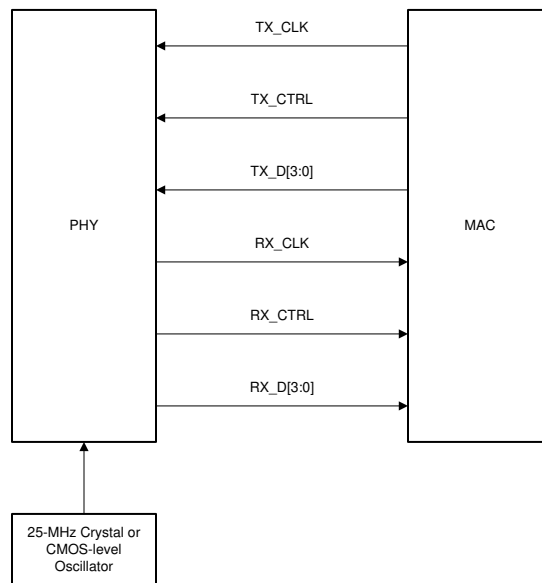 TX_CLK
TX_CTRL
TX_D[3:0]
PHY
MAC
RX_CLK
RX_CTRL
RX_D[3:0]
25-MHz Crystal or
CMOS-level
Oscillator